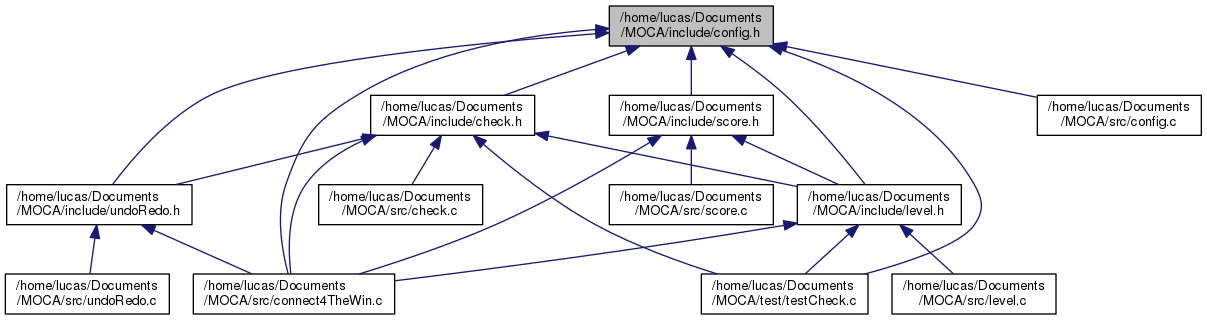 /home/lucas/Documents
/MOCA/include/config.h
/home/lucas/Documents
/MOCA/include/check.h
/home/lucas/Documents
/MOCA/include/score.h
/home/lucas/Documents
/MOCA/src/config.c
/home/lucas/Documents
/MOCA/include/undoRedo.h
/home/lucas/Documents
/MOCA/src/check.c
/home/lucas/Documents
/MOCA/src/score.c
/home/lucas/Documents
/MOCA/include/level.h
/home/lucas/Documents
/MOCA/src/undoRedo.c
/home/lucas/Documents
/MOCA/src/connect4TheWin.c
/home/lucas/Documents
/MOCA/test/testCheck.c
/home/lucas/Documents
/MOCA/src/level.c